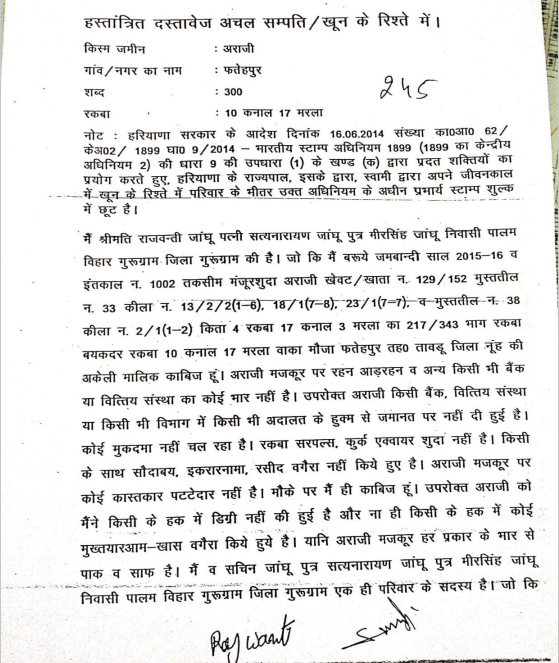 हस्तांत्रित दस्तावेज अचल सम्पति/खून के रिश्ते में।
किस्म जमीन : अराजी
गांव/नगर का नाम : फतेहपुर
शब्द : 300
245
रकबा : 10 कनाल 17 मरला
नोट : हरियाणा सरकार के आदेश दिनांक 16.06.2014 संख्या का0आ0 62/
के0अ02/ 1899 घा0 9/2014 – भारतीय स्टाम्प अधिनियम 1899 (1899 का केन्द्रीय
अधिनियम 2) की धारा 9 की उपधारा (1) के खण्ड (क) द्वारा प्रदत शक्तियों का
प्रयोग करते हुए, हरियाणा के राज्यपाल, इसके द्वारा, स्वामी द्वारा अपने जीवनकाल
में खून के रिश्ते में परिवार के भीतर उक्त अधिनियम के अधीन प्रभार्य स्टाम्प शुल्क
में छूट है।
मैं श्रीमति राजवन्ती जांघू पत्नी सत्यनारायण जांघू पुत्र मीरसिंह जांघू निवासी पालम
विहार गुरूग्राम जिला गुरूग्राम की है। जो कि मैं बरूये जमबान्दी साल 2015-16 व
इंतकाल न. 1002 तकसीम मंजूरशुदा अराजी खेवट/खाता न. 129/152 मुस्ततील
न. 33 कीला न. 13/2/2(1-6), 18/1(7-8), 23/1(7-7), व मुस्ततील न. 38
कीला न. 2/1(1-2) किता 4 रकबा 17 कनाल 3 मरला का 217/343 भाग रकबा
बयकदर रकबा 10 कनाल 17 मरला वाका मौजा फतेहपुर तह0 तावडू जिला नूंह की
अकेली मालिक काबिज हूं। अराजी मजकूर पर रहन आड़रहन व अन्य किसी भी बैंक
या वित्तिय संस्था का कोई भार नहीं है। उपरोक्त अराजी किसी बैंक, वित्तिय संस्था
या किसी भी विभाग में किसी भी अदालत के हुक्म से जमानत पर नहीं दी हुई है।
कोई मुकदमा नहीं चल रहा है। रकबा सरपल्स, कुर्क एक्वायर शुदा नहीं है। किसी
के साथ सौदाबय, इकरारनामा, रसीद वगैरा नहीं किये हुए है। अराजी मजकूर पर
कोई कास्तकार पटटेदार नहीं है। मौके पर मैं ही काबिज हूं। उपरोक्त अराजी को
मैंने किसी के हक में डिग्री नहीं की हुई है और ना ही किसी के हक में कोई
मुख्तयारआम-खास वगैरा किये हुये है। यानि अराजी मजकूर हर प्रकार के भार से
पाक व साफ है। मैं व सचिन जांघू पुत्र सत्यनारायण जांघू पुत्र मीरसिंह जांघू
निवासी पालम विहार गुरूग्राम जिला गुरूग्राम एक ही परिवार के सदस्य है। जो कि
Rajwanti